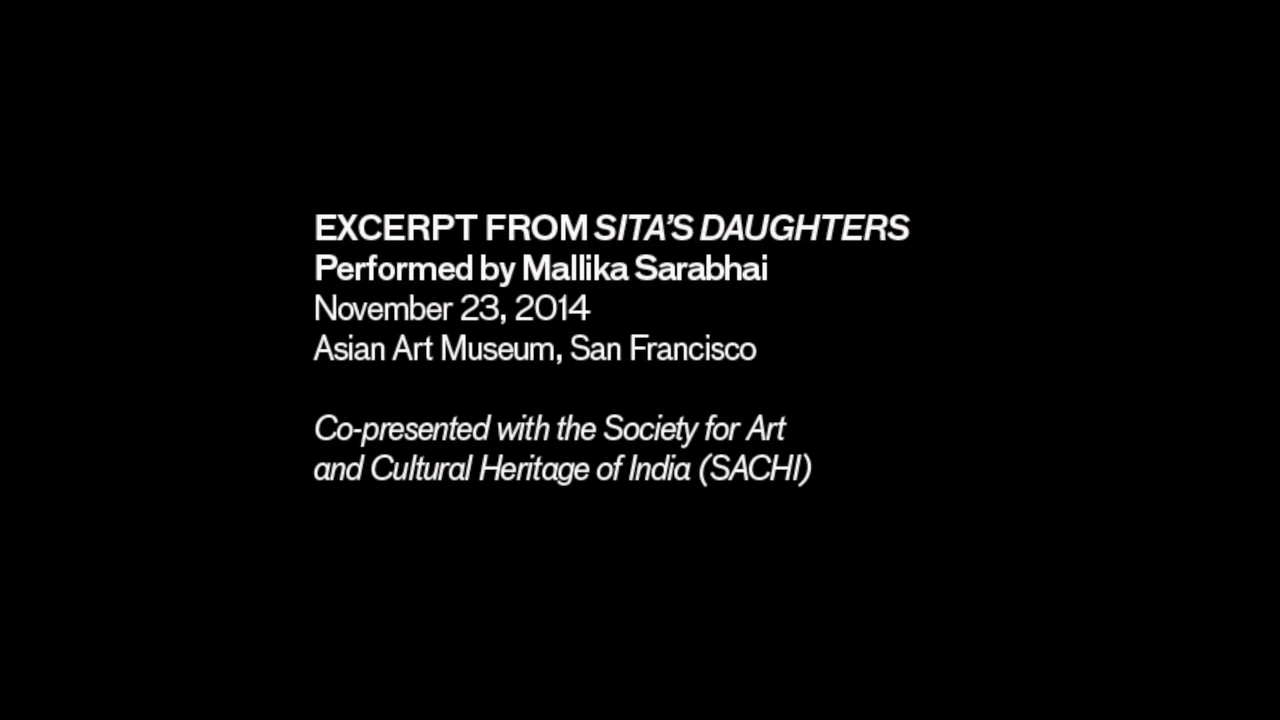 EXCERPT FROM SITA’S DAUGHTERS
Performed by Mallika Sarabhai
November 23, 2014
Asian Art Museum, San Francisco
Co-presented with the Society for Art
and Cultural Heritage of India (SACHI)